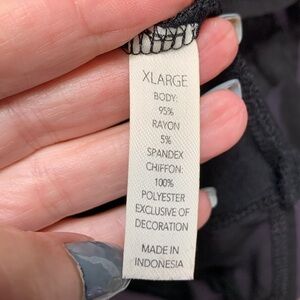 XLARGE
BODY:
95%
RAYON
5%
SPANDEX
CHIFFON:
100%
POLYESTER
EXCLUSIVE OF
DECORATION
MADE IN
INDONESIA